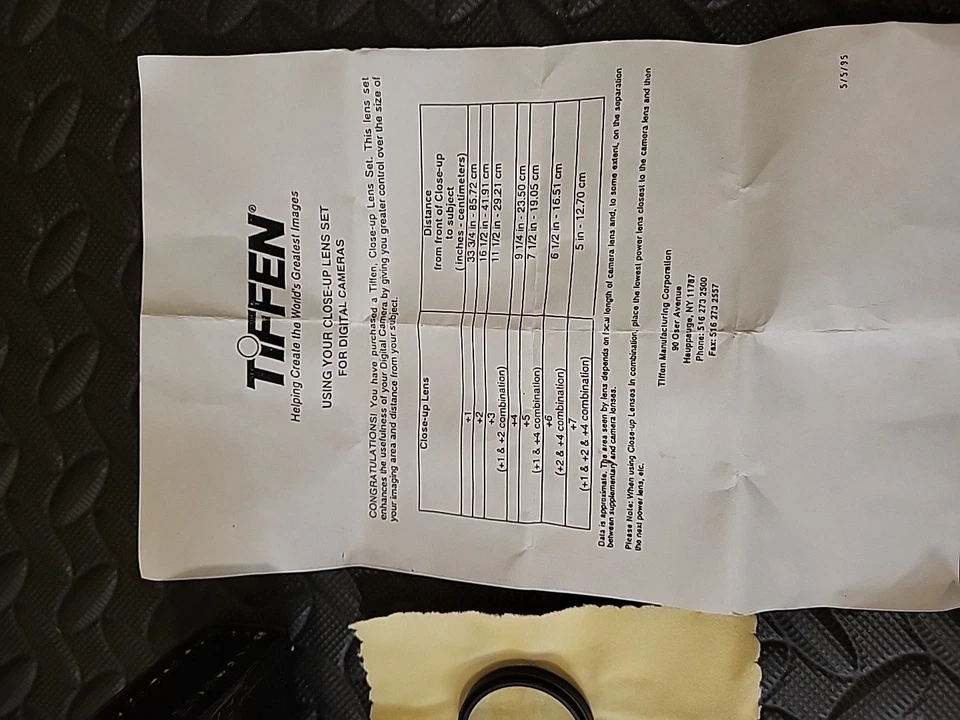 TIFFEN®
Helping Create the World's Greatest Images
USING YOUR CLOSE-UP LENS SET
FOR DIGITAL CAMERAS
CONGRATULATIONS! You have purchased a Tiffen, Close-up Lens Set. This lens set
enhances the usefulness of your Digital Camera by giving you greater control over the size of
your imaging area and distance from your subject.
Close-up Lens Distance
from front of Close-up
to subject
(inches - centimeters)
+1 33 3/4 in - 85.72 cm
+2 16 1/2 in - 41.91 cm
+3 11 1/2 in - 29.21 cm
(+1 & +2 combination)
+4 9 1/4 in - 23.50 cm
+5 7 1/2 in - 19.05 cm
(+1 & +4 combination)
+6 6 1/2 in - 16.51 cm
(+2 & +4 combination)
+7 5 in - 12.70 cm
(+1 & +2 & +4 combination)
Data is approximate. The area seen by lens depends on focal length of camera lens and, to some extent, on the separation
between supplementary and camera lenses.
Please Note: When using Close-up Lenses in combination, place the lowest power lens closest to the camera lens and then
the next power lens, etc.
Tiffen Manufacturing Corporation
90 Oser Avenue
Hauppauge, NY 11787
Phone: 516 273 2500
Fax: 516 273 2557
5/5/95